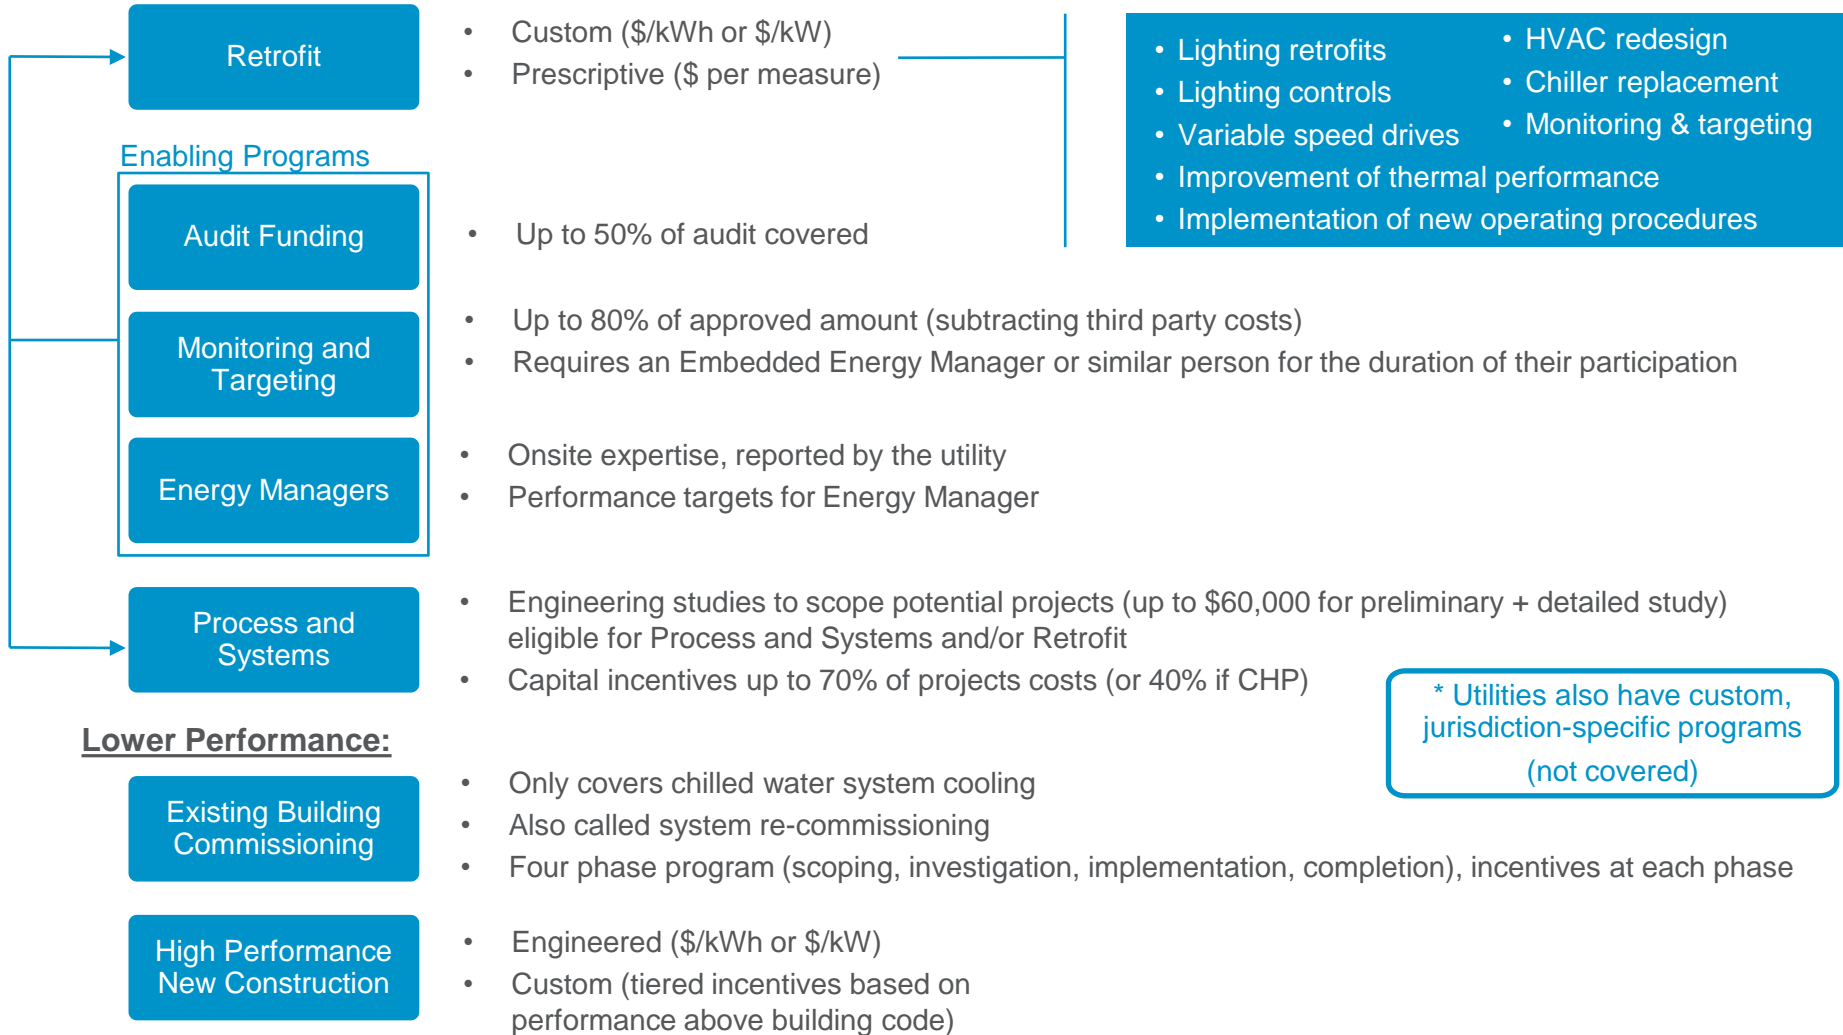 Retrofit
• Custom ($/kWh or $/kW)
• Prescriptive ($ per measure)
• Lighting retrofits
• Lighting controls
• Variable speed drives
• Improvement of thermal performance
• Implementation of new operating procedures
• HVAC redesign
• Chiller replacement
• Monitoring & targeting
Enabling Programs
Audit Funding
• Up to 50% of audit covered
Monitoring and
Targeting
• Up to 80% of approved amount (subtracting third party costs)
• Requires an Embedded Energy Manager or similar person for the duration of their participation
Energy Managers
• Onsite expertise, reported by the utility
• Performance targets for Energy Manager
Process and
Systems
• Engineering studies to scope potential projects (up to $60,000 for preliminary + detailed study)
eligible for Process and Systems and/or Retrofit
• Capital incentives up to 70% of projects costs (or 40% if CHP)
* Utilities also have custom,
jurisdiction-specific programs
(not covered)
Lower Performance:
Existing Building
Commissioning
• Only covers chilled water system cooling
• Also called system re-commissioning
• Four phase program (scoping, investigation, implementation, completion), incentives at each phase
High Performance
New Construction
• Engineered ($/kWh or $/kW)
• Custom (tiered incentives based on
performance above building code)